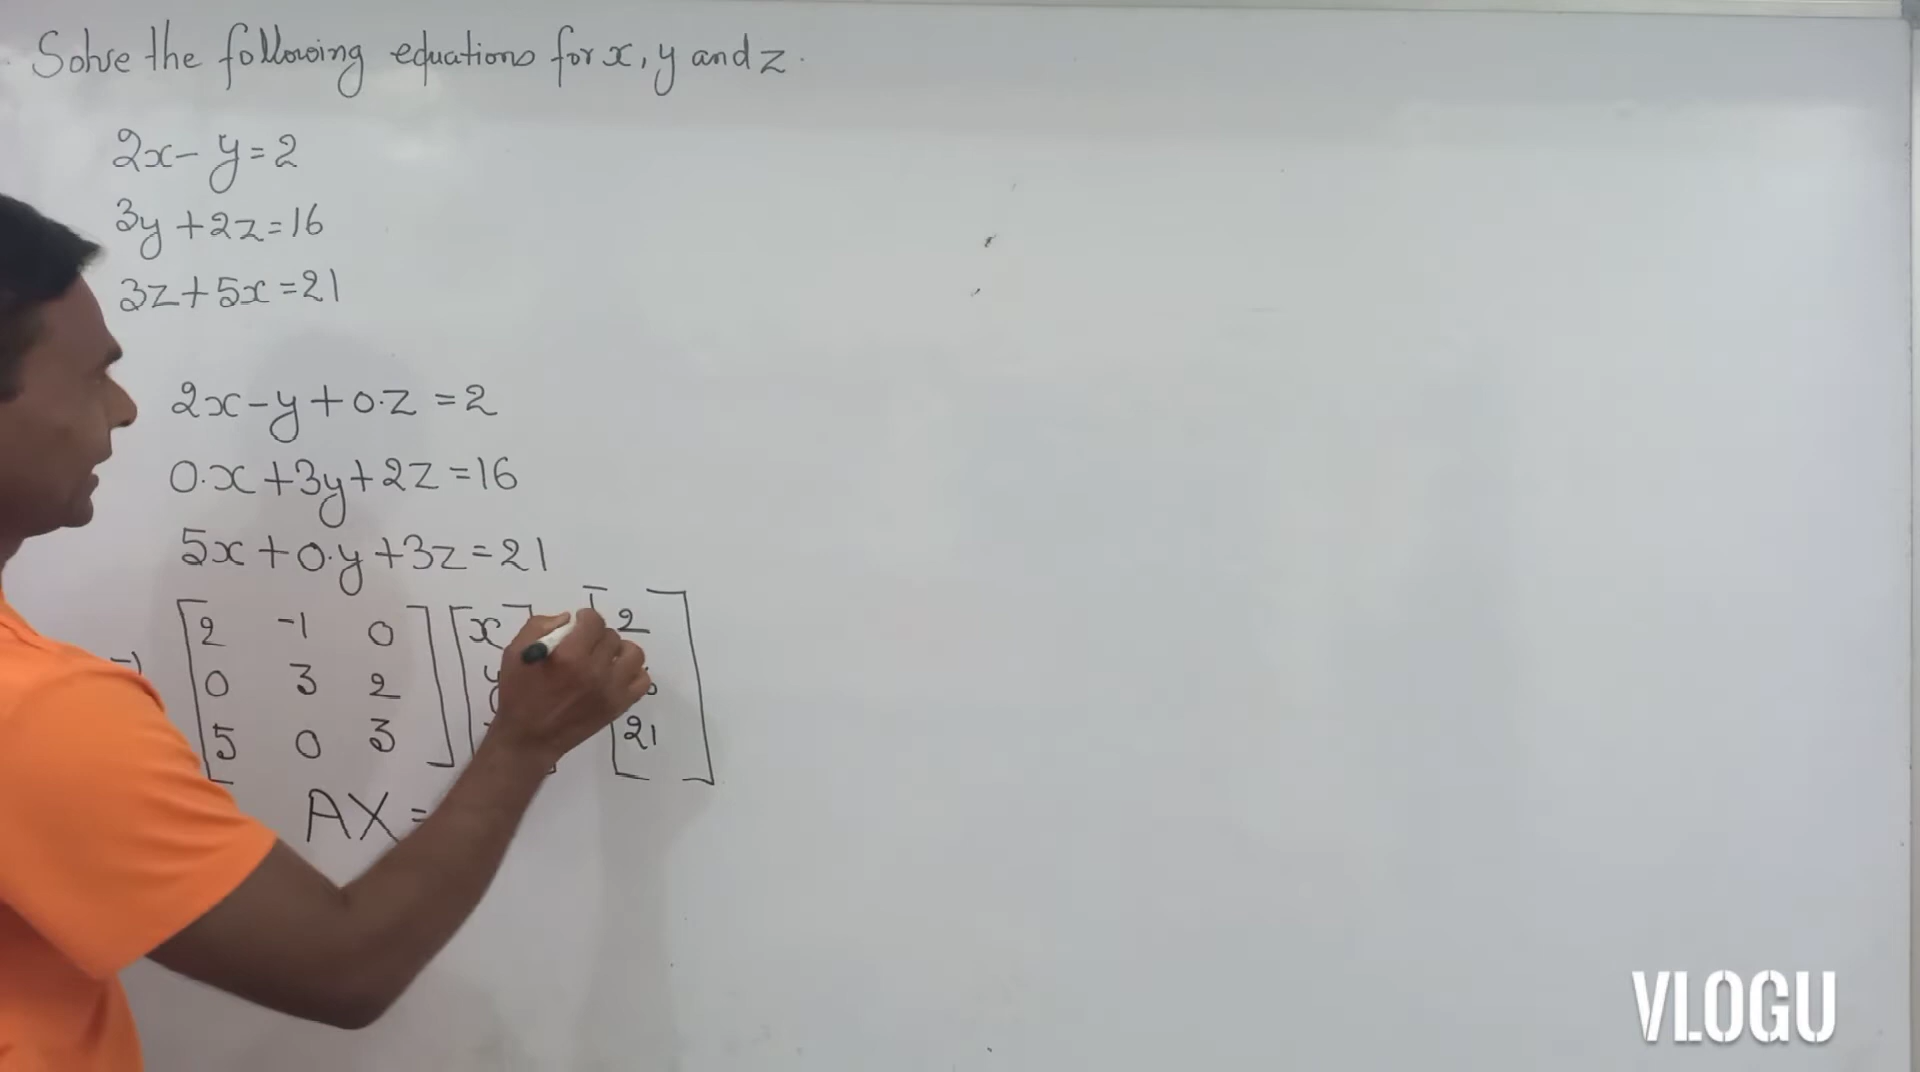 Solve the following equations for x, y and z.
2x - y = 2
3y + 2z = 16
3z + 5x = 21
2x - y + 0·z = 2
0·x + 3y + 2z = 16
5x + 0·y + 3z = 21
2 -1 0 x 2
0 3 2 y
5 0 3 21
AX =
VLOGU